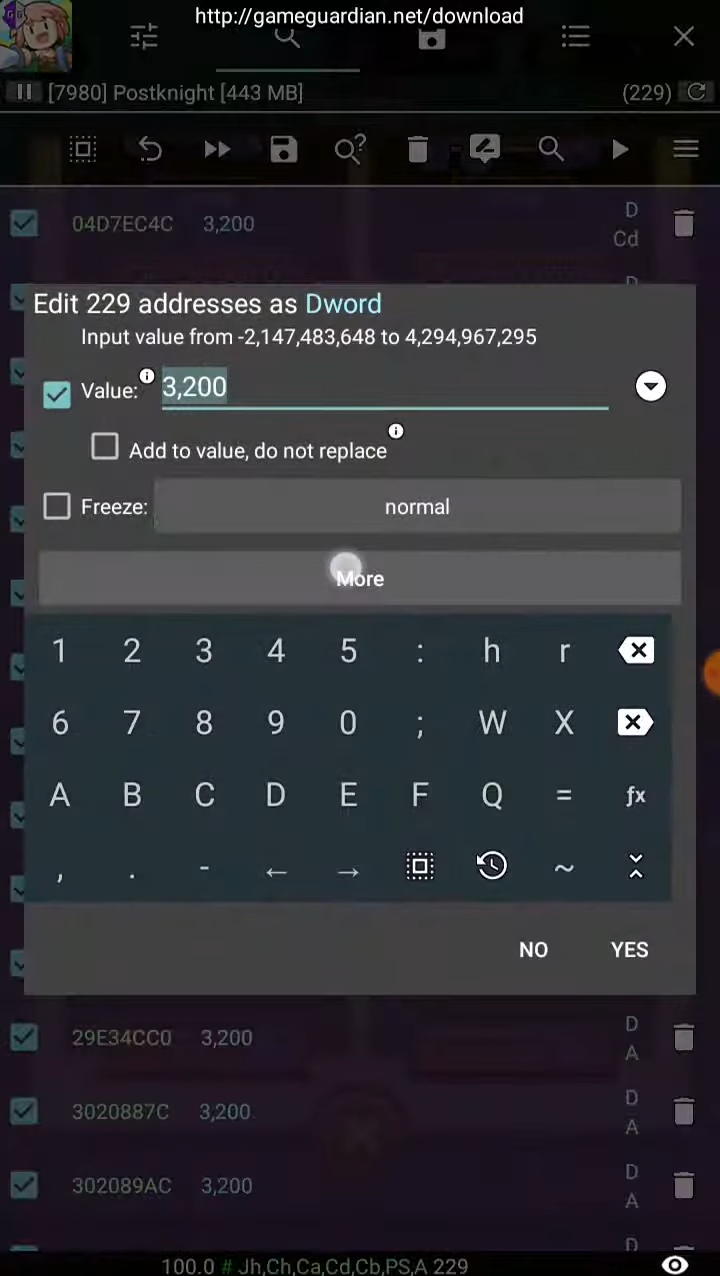 http://gameguardian.net/download
[7980] Postknight [443 MB] (229)
04D7EC4C 3,200 D
Cd
Edit 229 addresses as Dword
Input value from -2,147,483,648 to 4,294,967,295
Value: 3,200
Add to value, do not replace
Freeze: normal
More
1 2 3 4 5 : h r
6 7 8 9 0 ; W X
A B C D E F Q = ƒx
, . - ← → ~
NO YES
29E34CC0 3,200 D
A
3020887C 3,200 D
A
302089AC 3,200 D
A
D
100.0 # Jh,Ch,Ca,Cd,Cb,PS,A 229